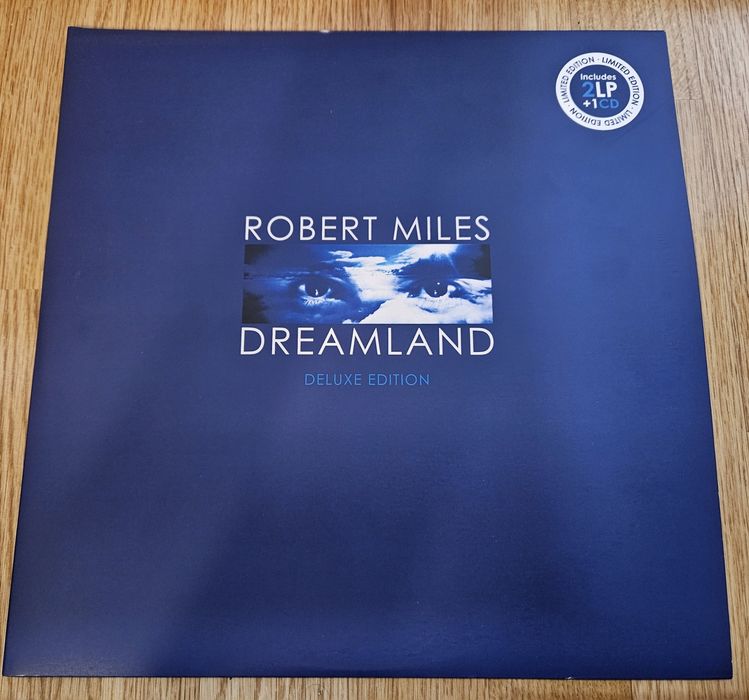 LIMITED EDITION · LIMITED EDITION · LIMITED EDITION ·
Includes
2LP
+1CD
ROBERT MILES
DREAMLAND
DELUXE EDITION